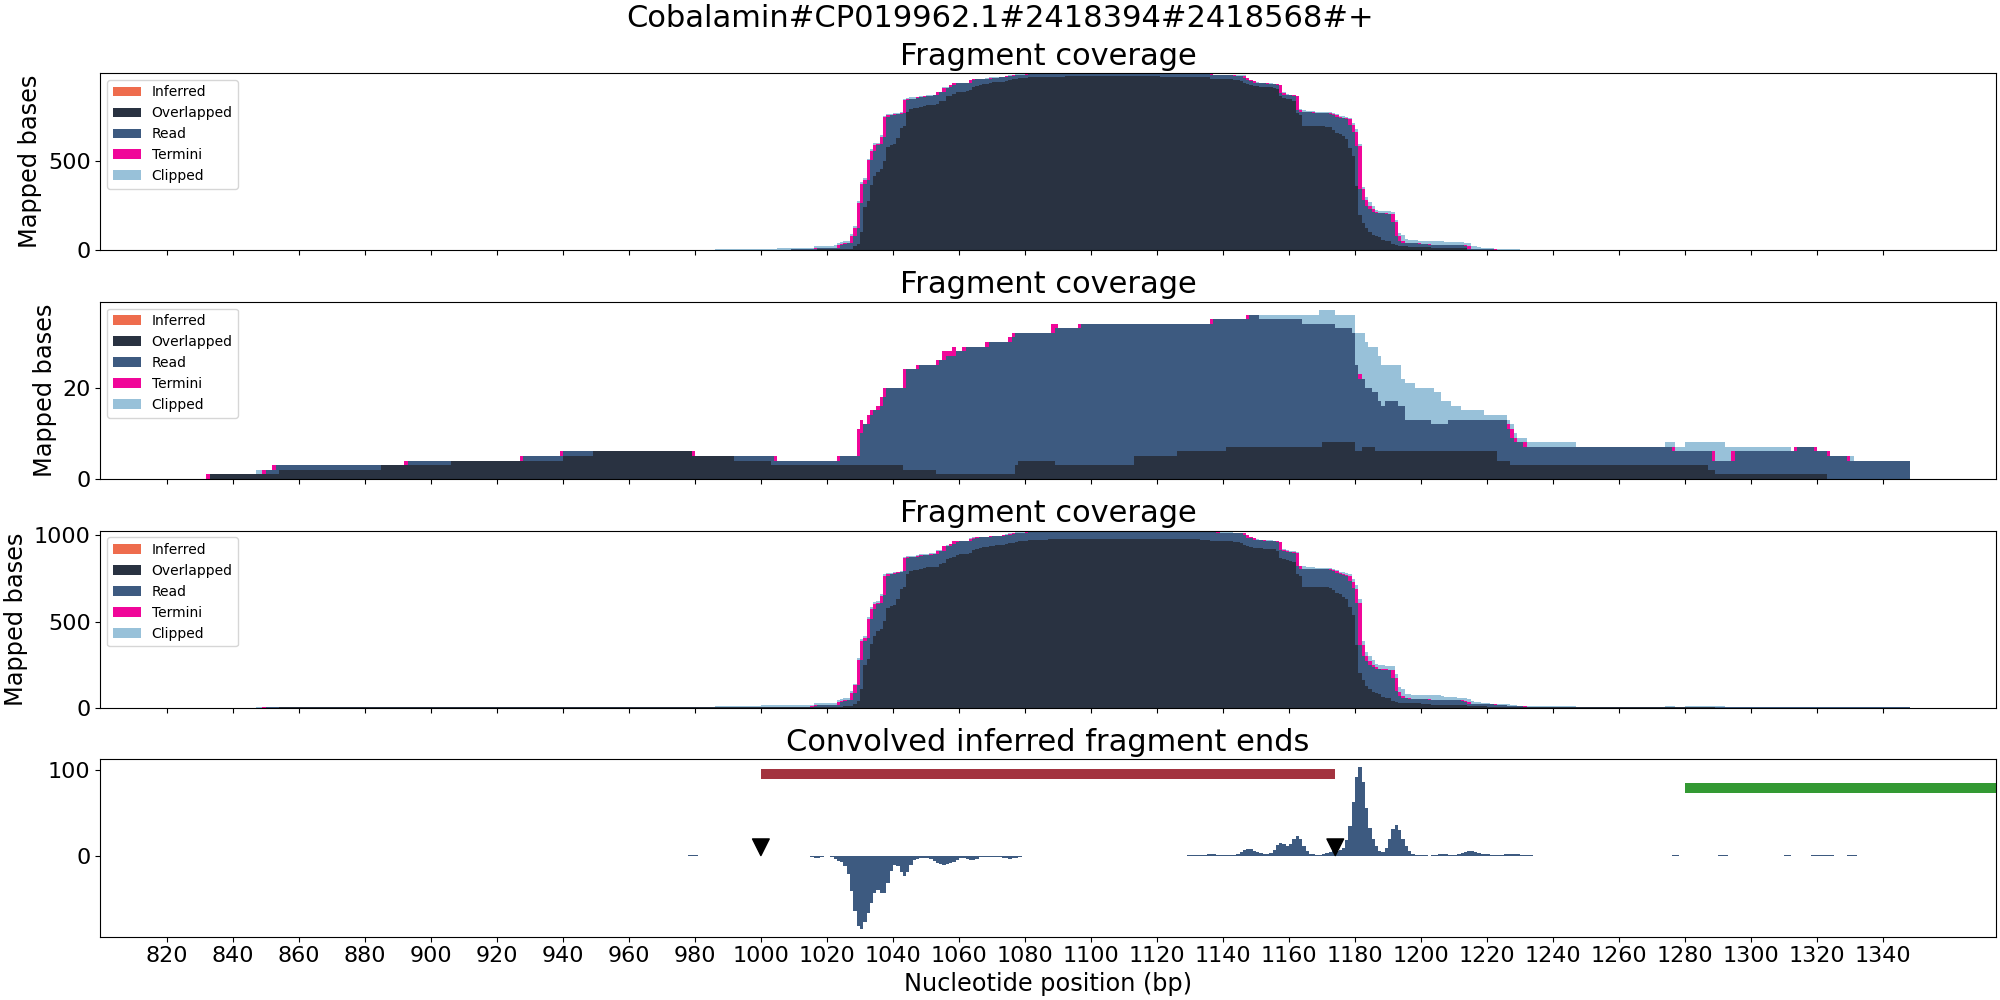 Cobalamin#CP019962.1#2418394#2418568#+
Fragment coverage
Mapped bases
500
0
Inferred
Overlapped
Read
Termini
Clipped
Fragment coverage
Mapped bases
20
0
Inferred
Overlapped
Read
Termini
Clipped
Fragment coverage
Mapped bases
1000
500
0
Inferred
Overlapped
Read
Termini
Clipped
Convolved inferred fragment ends
100
0
820 840 860 880 900 920 940 960 980 1000 1020 1040 1060 1080 1100 1120 1140 1160 1180 1200 1220 1240 1260 1280 1300 1320 1340
Nucleotide position (bp)